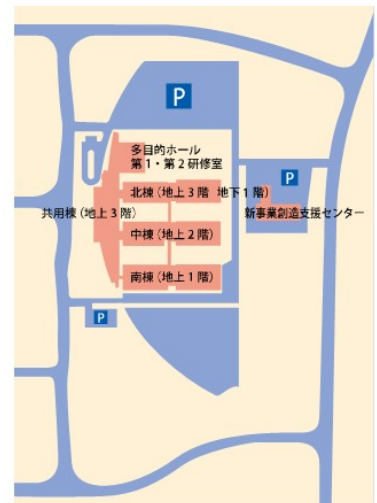 P
多目的ホール
第1・第2研修室
P
北棟(地上3階 地下1階)
共用棟(地上3階)
新事業創造支援センター
中棟(地上2階)
南棟(地上1階)
P